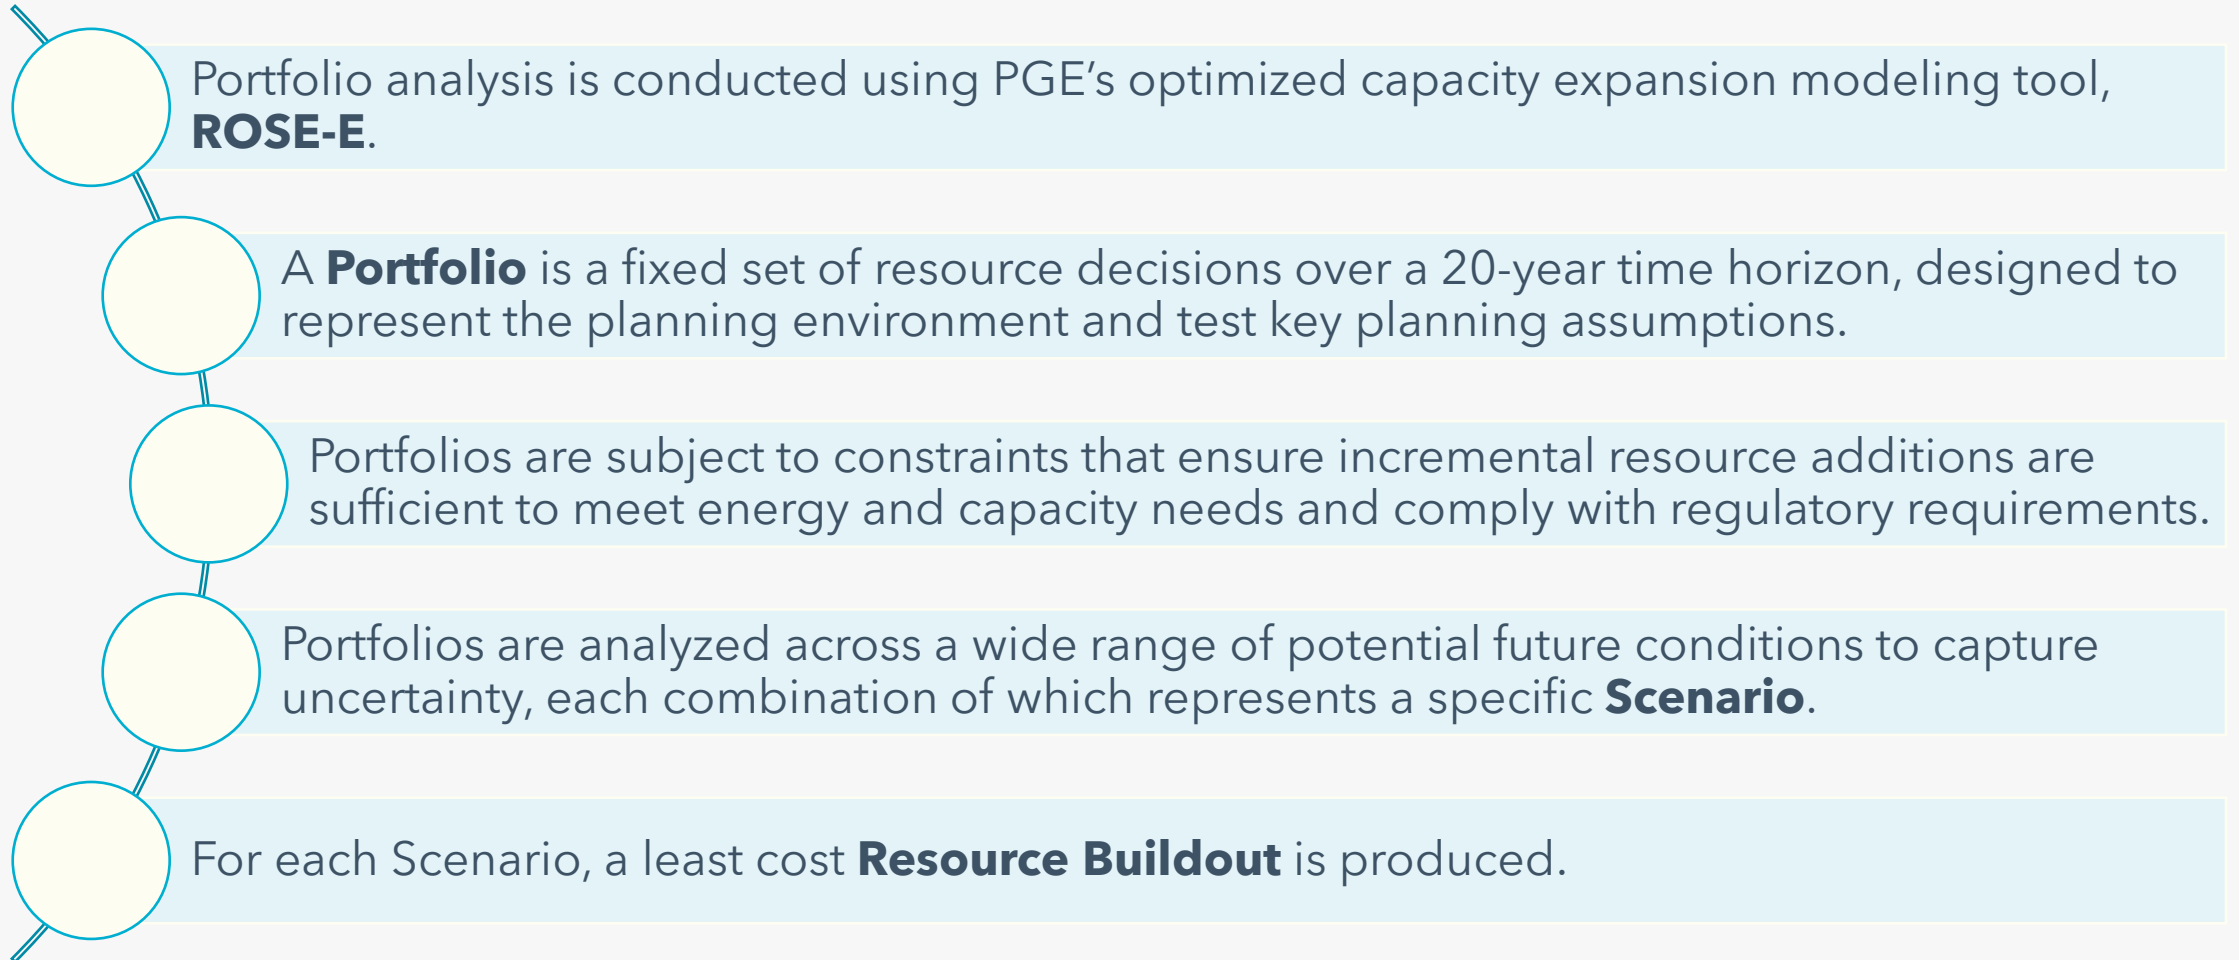 Portfolio analysis is conducted using PGE’s optimized capacity expansion modeling tool,
ROSE-E.
A Portfolio is a fixed set of resource decisions over a 20-year time horizon, designed to
represent the planning environment and test key planning assumptions.
Portfolios are subject to constraints that ensure incremental resource additions are
sufficient to meet energy and capacity needs and comply with regulatory requirements.
Portfolios are analyzed across a wide range of potential future conditions to capture
uncertainty, each combination of which represents a specific Scenario.
For each Scenario, a least cost Resource Buildout is produced.